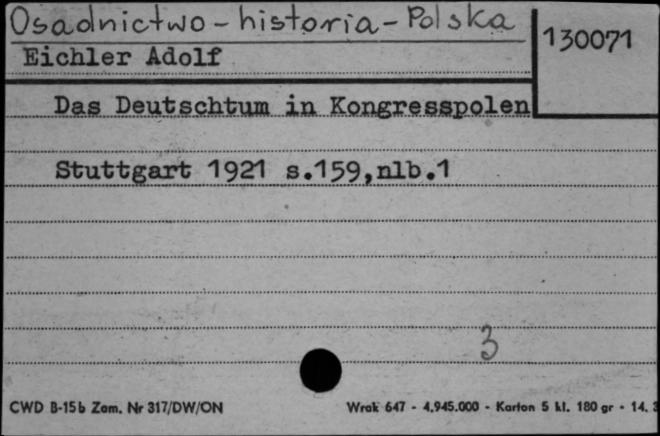 Osadnictwo - historia - Polska
130071
Eichler Adolf
Das Deutschtum in Kongresspolen
Stuttgart 1921 s.159,nlb.1
3
CWD B-15b Zam. Nr 317/DW/ON
Wrak 647 - 4.945.000 - Karton 5 kl. 180 gr - 14. 3